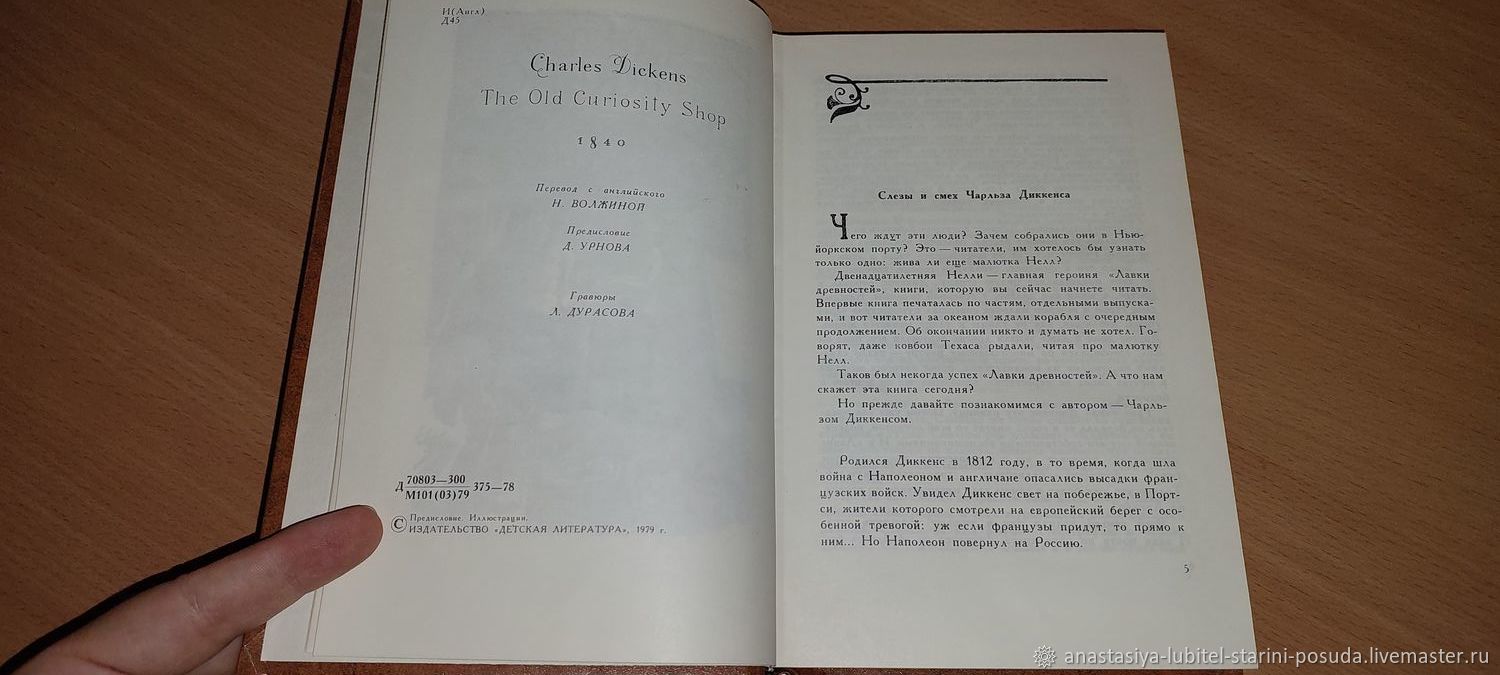 И(Англ)
Д45
Charles Dickens
The Old Curiosity Shop
1840
Перевод с английского
Н. ВОЛЖИНОЙ
Предисловие
Д. УРНОВА
Гравюры
Л. ДУРАСОВА
Д 70803—300
М101(03)79 375—78
© Предисловие. Иллюстрации.
ИЗДАТЕЛЬСТВО «ДЕТСКАЯ ЛИТЕРАТУРА», 1979 г.
Слезы и смех Чарльза Диккенса
Чего ждут эти люди? Зачем собрались они в Нью-
йоркском порту? Это — читатели, им хотелось бы узнать
только одно: жива ли еще малютка Нелл?
Двенадцатилетняя Нелли — главная героиня «Лавки
древностей», книги, которую вы сейчас начнете читать.
Впервые книга печаталась по частям, отдельными выпуска-
ми, и вот читатели за океаном ждали корабля с очередным
продолжением. Об окончании никто и думать не хотел. Го-
ворят, даже ковбои Техаса рыдали, читая про малютку
Нелл.
Таков был некогда успех «Лавки древностей». А что нам
скажет эта книга сегодня?
Но прежде давайте познакомимся с автором — Чарль-
зом Диккенсом.
Родился Диккенс в 1812 году, в то время, когда шла
война с Наполеоном и англичане опасались высадки фран-
цузских войск. Увидел Диккенс свет на побережье, в Порт-
си, жители которого смотрели на европейский берег с осо-
бенной тревогой: уж если французы придут, то прямо к
ним... Но Наполеон повернул на Россию.
5
anastasiya-lubitel-starini-posuda.livemaster.ru